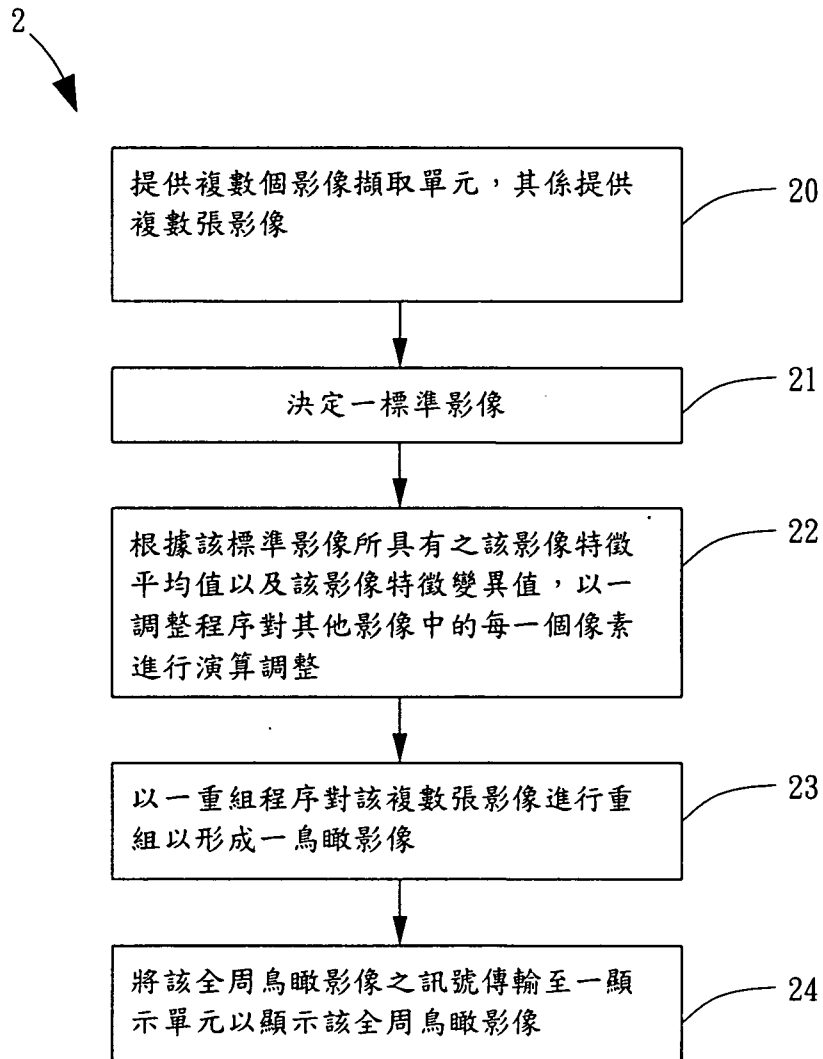 2
提供複數個影像擷取單元，其係提供
複數張影像
20
決定一標準影像
21
根據該標準影像所具有之該影像特徵
平均值以及該影像特徵變異值，以一
調整程序對其他影像中的每一個像素
進行演算調整
22
以一重組程序對該複數張影像進行重
組以形成一鳥瞰影像
23
將該全周鳥瞰影像之訊號傳輸至一顯
示單元以顯示該全周鳥瞰影像
24